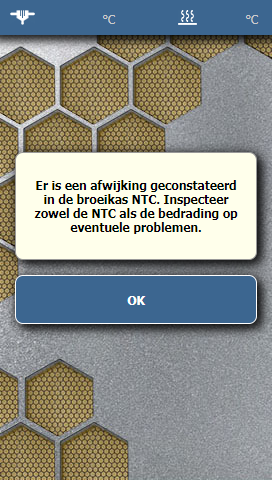 °C °C
Er is een afwijking geconstateerd
in de broeikas NTC. Inspecteer
zowel de NTC als de bedrading op
eventuele problemen.
OK